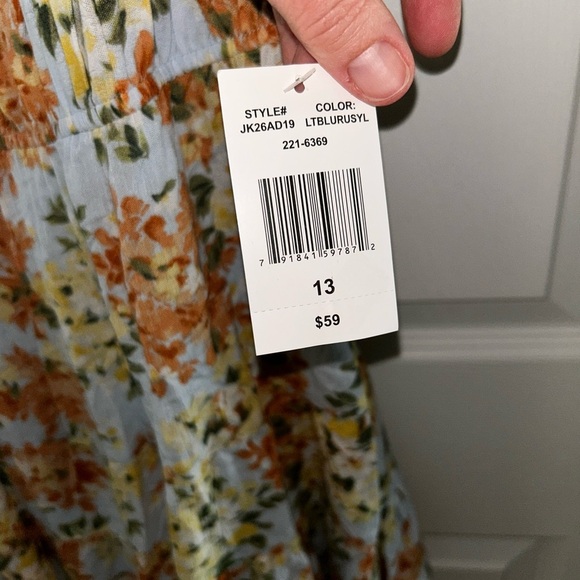 STYLE# COLOR:
JK26AD19 LTBLURUSYL
221-6369
7 91841 59787 2
13
$59